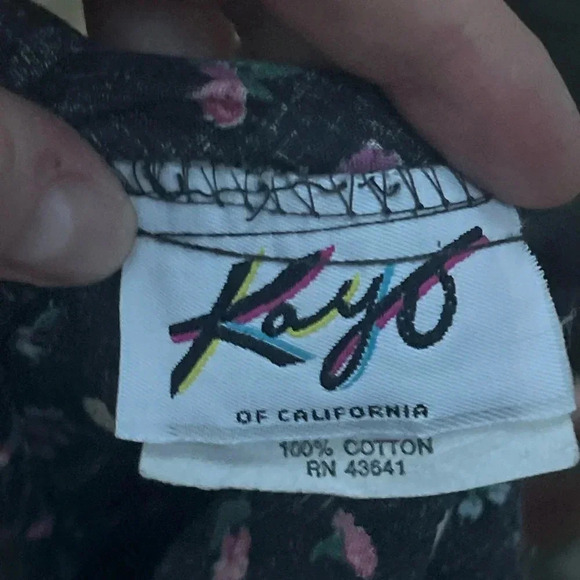 Kayo
OF CALIFORNIA
100% COTTON
RN 43641